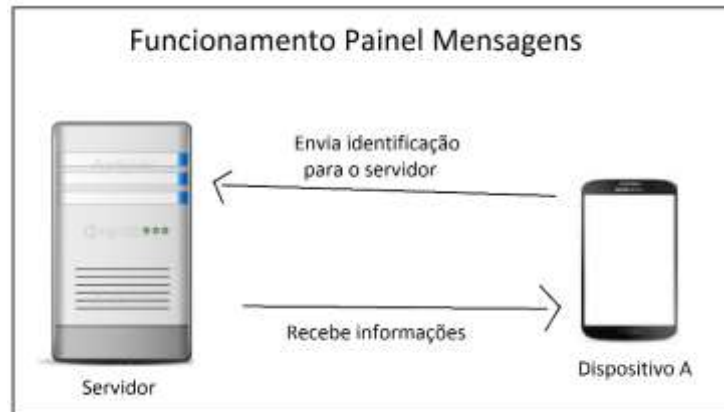 Funcionamento Painel Mensagens
Envia identificação
para o servidor
Recebe informações
Servidor
Dispositivo A